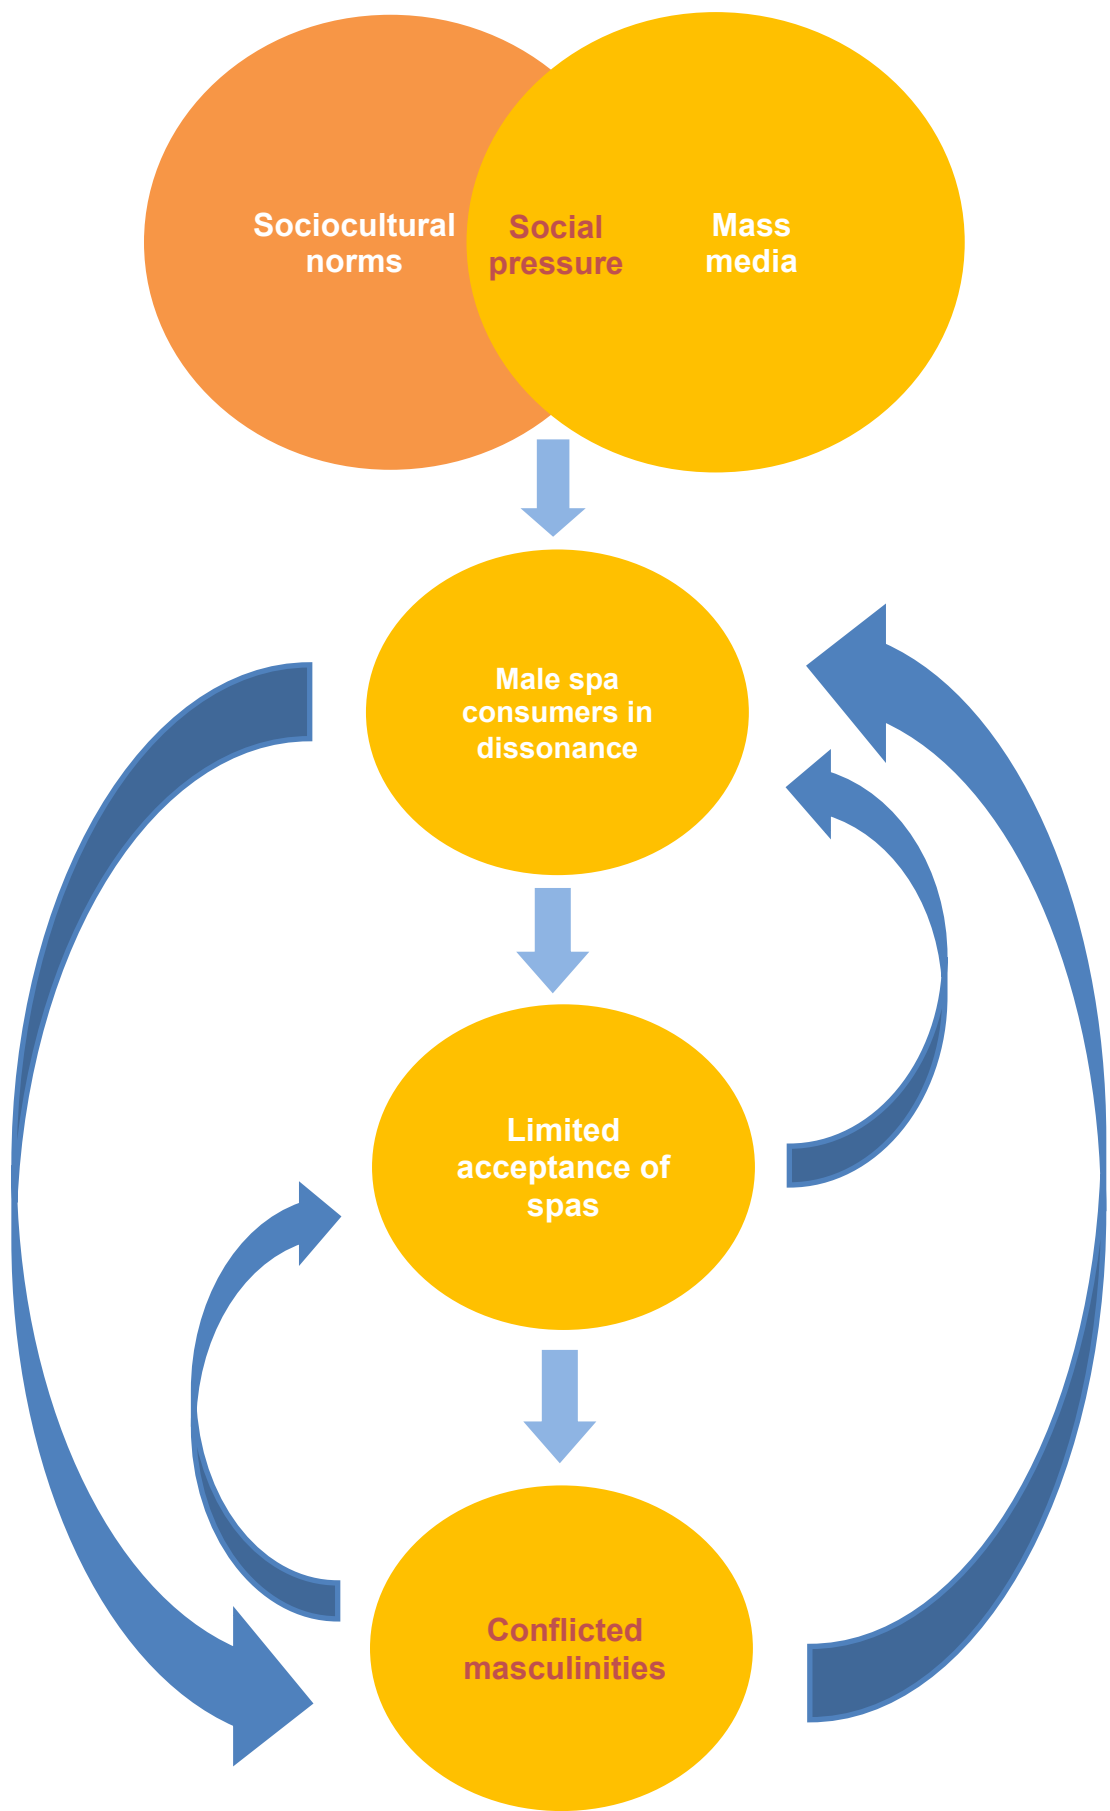 Sociocultural
norms
Social
pressure
Mass
media
Male spa
consumers in
dissonance
Limited
acceptance of
spas
Conflicted
masculinities